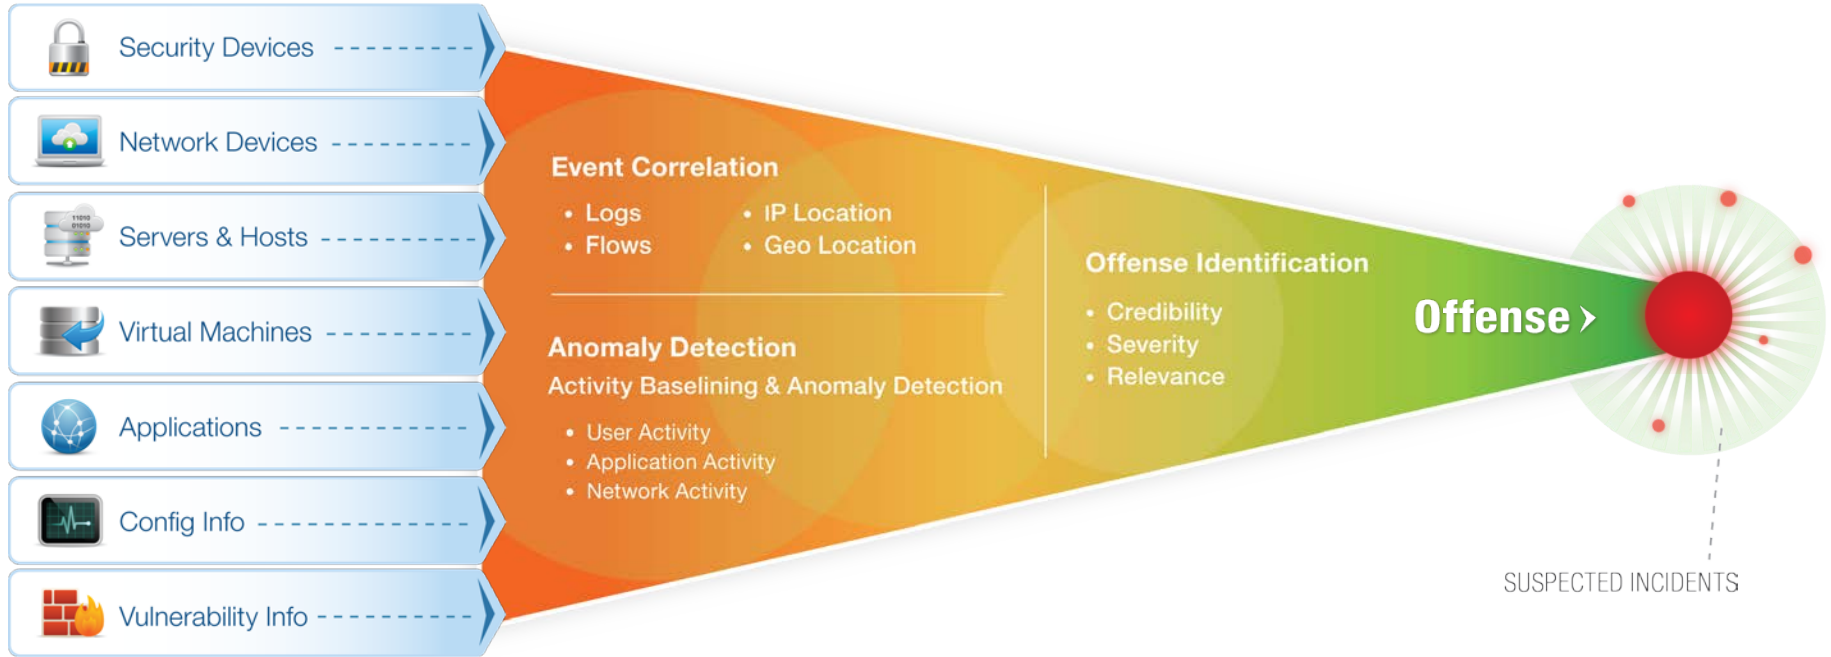 Security Devices
Network Devices
11010
01010
Servers & Hosts
Virtual Machines
Applications
Config Info
Vulnerability Info
Event Correlation
• Logs
• Flows
• IP Location
• Geo Location
Anomaly Detection
Activity Baselining & Anomaly Detection
• User Activity
• Application Activity
• Network Activity
Offense Identification
• Credibility
• Severity
• Relevance
Offense >
SUSPECTED INCIDENTS